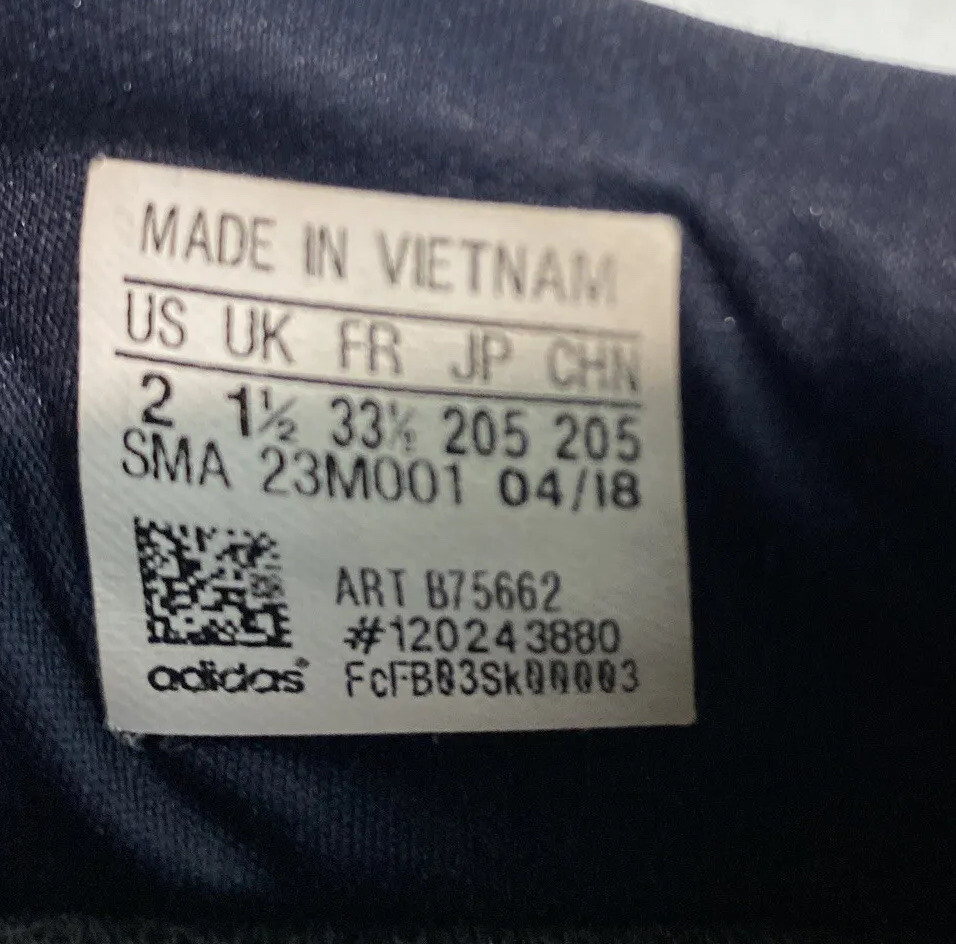 MADE IN VIETNAM
US UK FR JP CHN
2 1½ 33½ 205 205
SMA 23M001 04/18
ART B75662
#120243880
adidas® FcFB03Sk00003